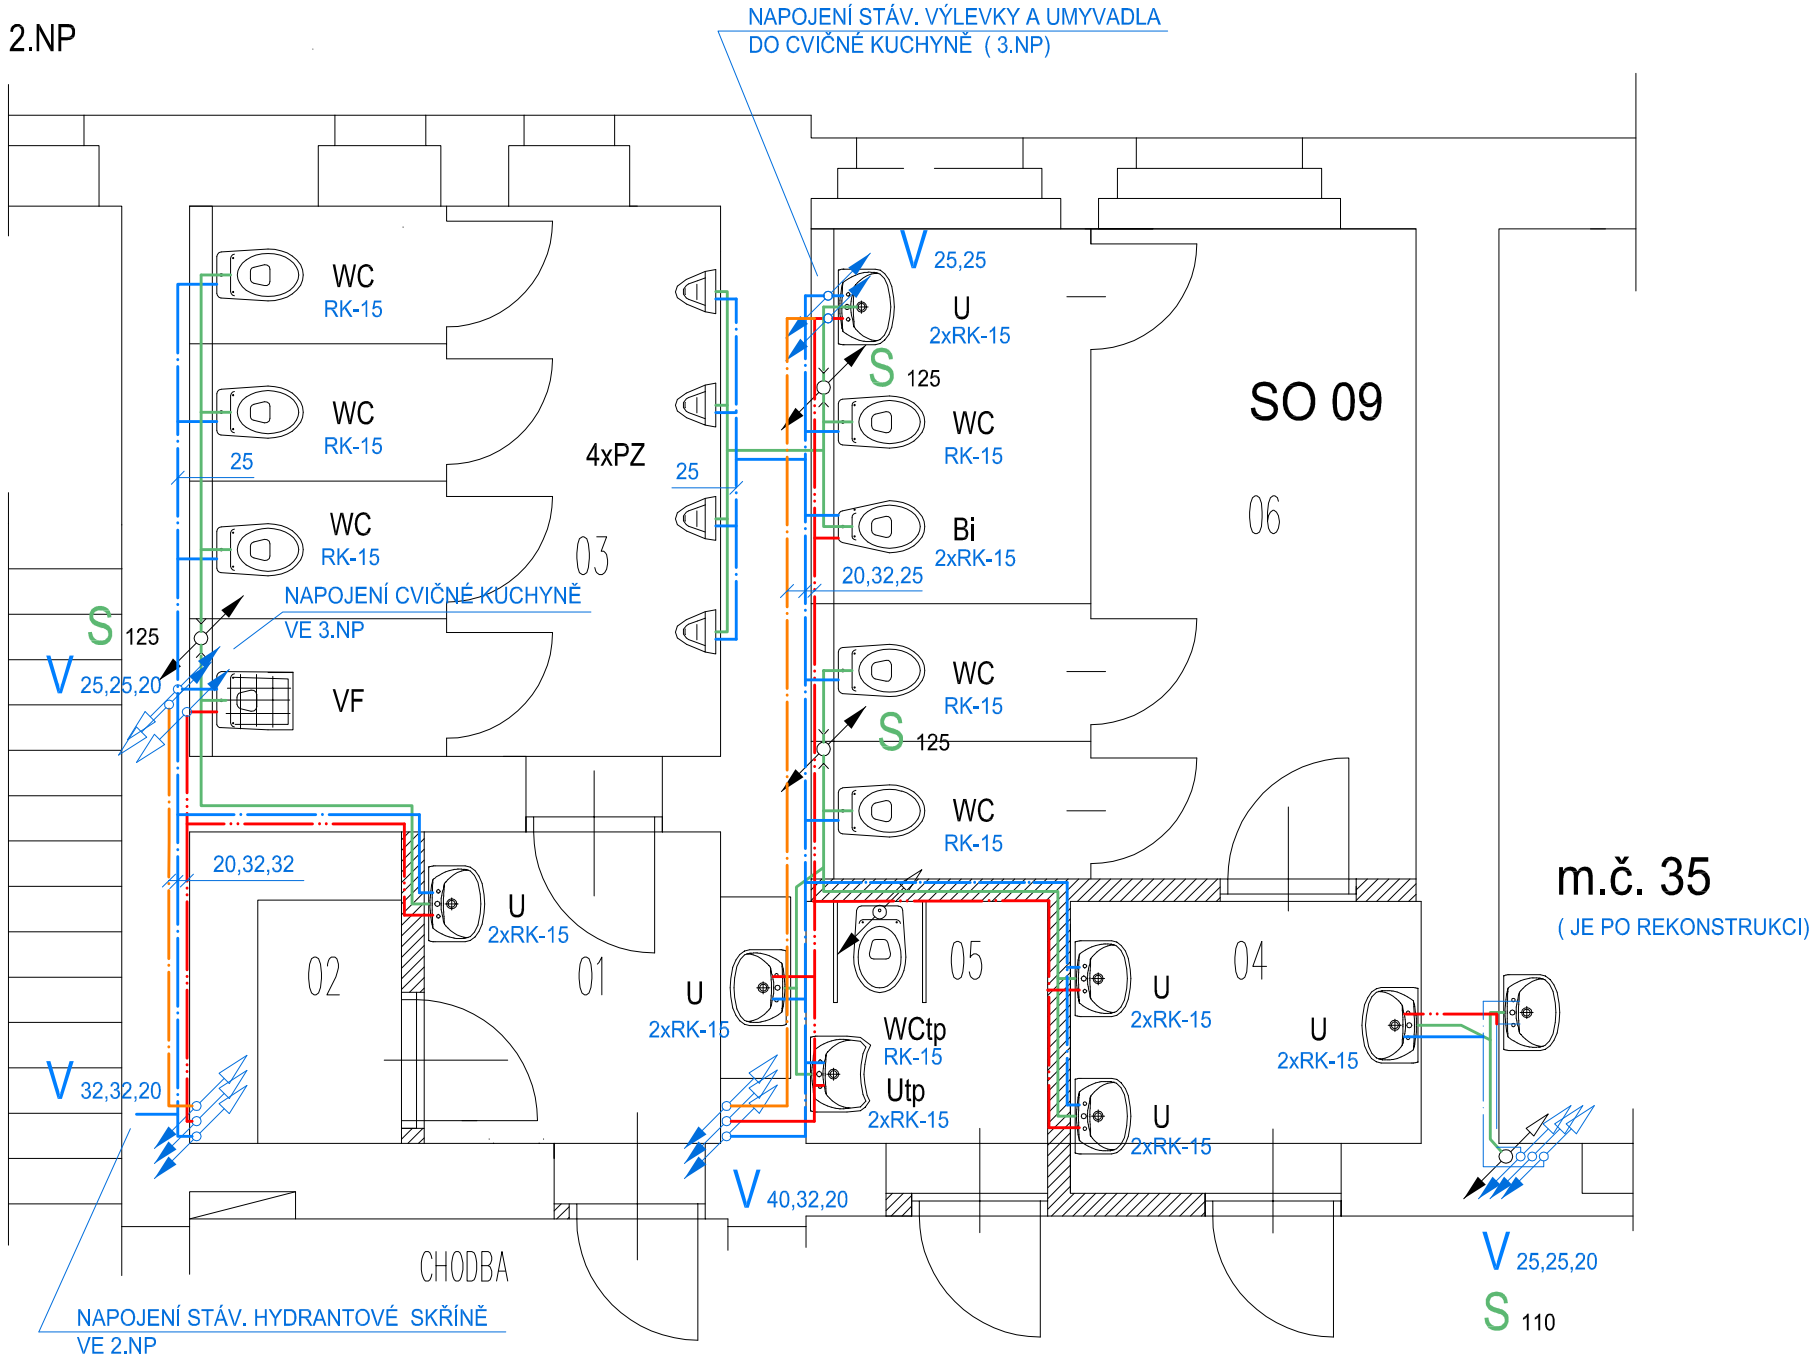 2.NP
NAPOJENÍ STÁV. VÝLEVKY A UMYVADLA
DO CVIČNÉ KUCHYNĚ ( 3.NP)
V 25,25
WC
RK-15
U
2xRK-15
S 125
SO 09
WC
RK-15
25
4xPZ
25
WC
RK-15
WC
RK-15
03
Bi
2xRK-15
06
20,32,25
NAPOJENÍ CVIČNÉ KUCHYNĚ
VE 3.NP
S 125
V 25,25,20
VF
WC
RK-15
S 125
WC
RK-15
20,32,32
m.č. 35
( JE PO REKONSTRUKCI)
U
2xRK-15
02
01
05
04
U
2xRK-15
U
2xRK-15
WCtp
RK-15
U
2xRK-15
V 32,32,20
Utp
2xRK-15
U
2xRK-15
V 40,32,20
CHODBA
V 25,25,20
S 110
NAPOJENÍ STÁV. HYDRANTOVÉ SKŘÍNĚ
VE 2.NP